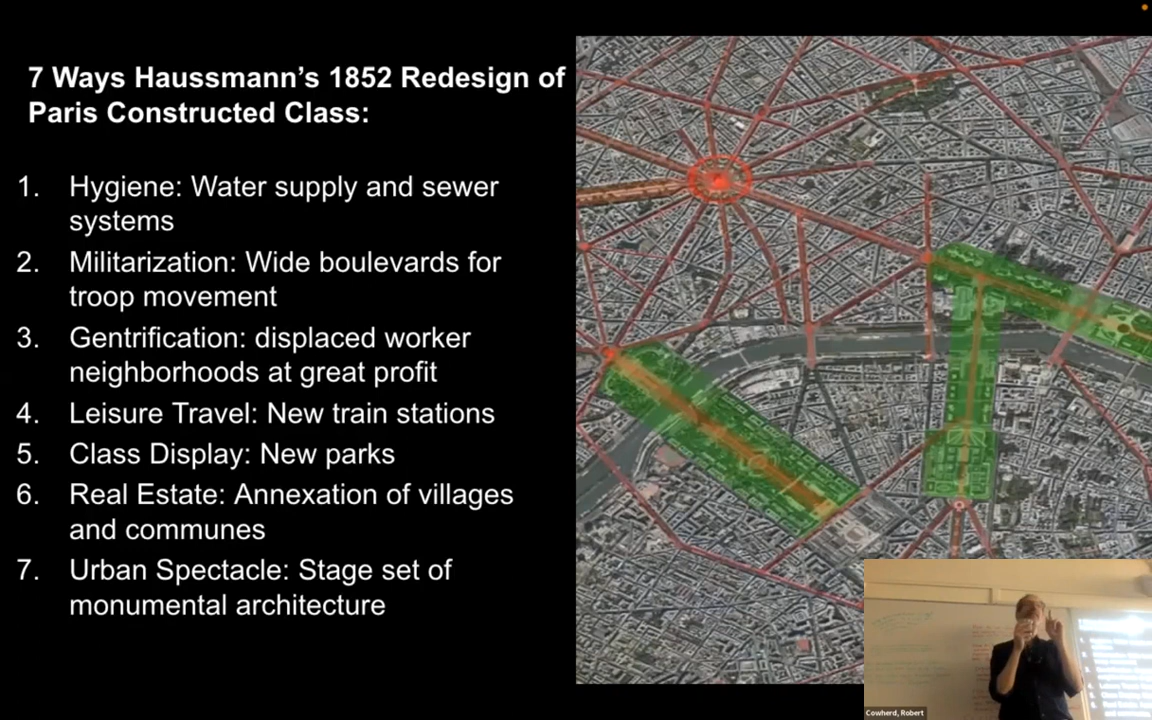 7 Ways Haussmann’s 1852 Redesign of
Paris Constructed Class:
1. Hygiene: Water supply and sewer
systems
2. Militarization: Wide boulevards for
troop movement
3. Gentrification: displaced worker
neighborhoods at great profit
4. Leisure Travel: New train stations
5. Class Display: New parks
6. Real Estate: Annexation of villages
and communes
7. Urban Spectacle: Stage set of
monumental architecture
Cowherd, Robert